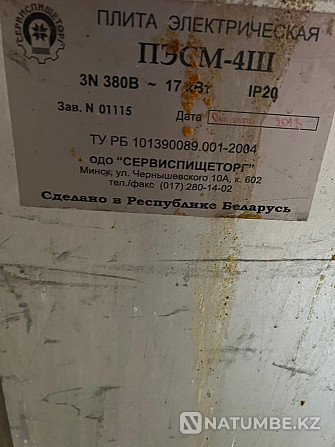 СЕРВИСПИЩЕТОРГ
ПЛИТА ЭЛЕКТРИЧЕСКАЯ
ПЭСМ-4Ш
3N 380В ~ 17 кВт IP20
Зав. N 01115 Дата
ТУ РБ 101390089.001-2004
ОДО "СЕРВИСПИЩЕТОРГ"
Минск, ул. Чернышевского 10А, к. 602
тел./факс (017) 280-14-02
Сделано в Республике Беларусь
NATUMBE.KZ